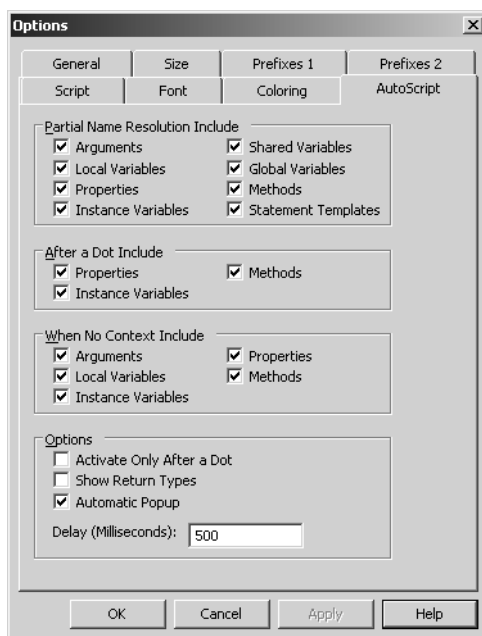 Options
General Size Prefixes 1 Prefixes 2
Script Font Coloring AutoScript
Partial Name Resolution Include
Arguments Shared Variables
Local Variables Global Variables
Properties Methods
Instance Variables Statement Templates
After a Dot Include
Properties Methods
Instance Variables
When No Context Include
Arguments Properties
Local Variables Methods
Instance Variables
Options
Activate Only After a Dot
Show Return Types
Automatic Popup
Delay (Milliseconds): 500
OK Cancel Apply Help